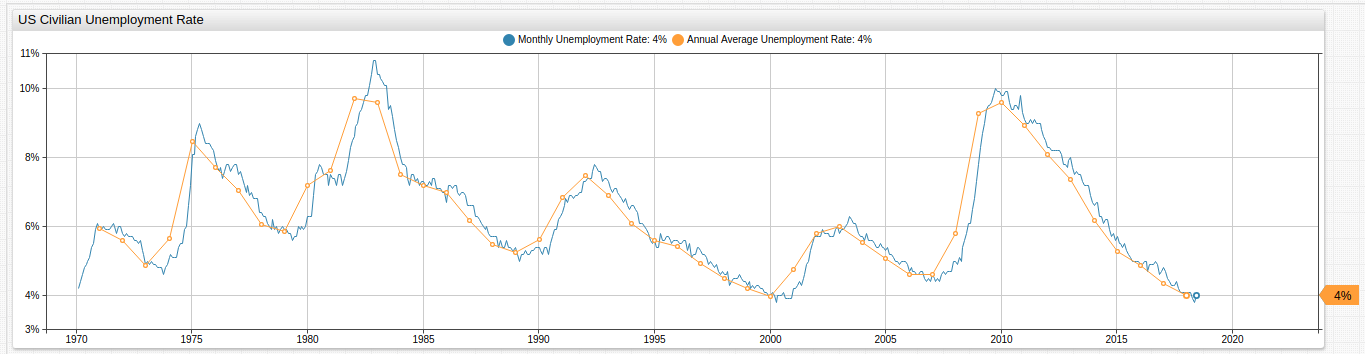 US Civilian Unemployment Rate
Monthly Unemployment Rate: 4% Annual Average Unemployment Rate: 4%
11%
10%
8%
6%
4%
4%
3%
1970 1975 1980 1985 1990 1995 2000 2005 2010 2015 2020